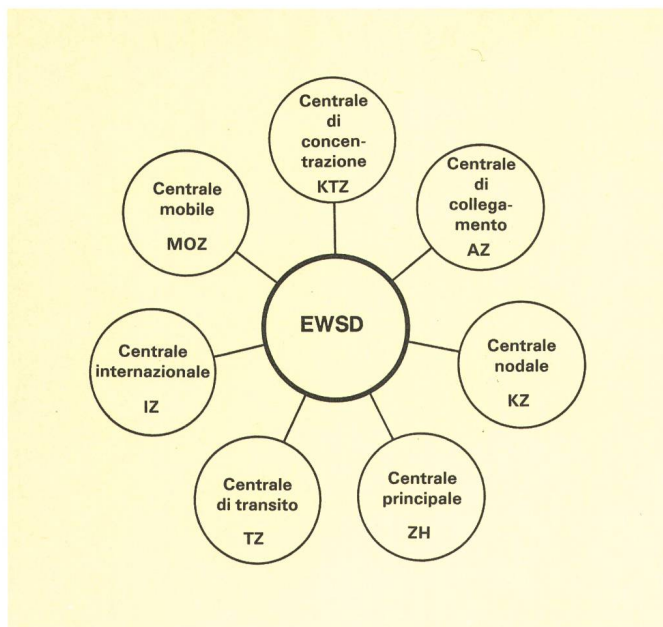 Centrale
di
concen-
trazione
KTZ
Centrale
di
collega-
mento
AZ
Centrale
mobile
MOZ
EWSD
Centrale
nodale
KZ
Centrale
internazionale
IZ
Centrale
principale
ZH
Centrale
di transito
TZ